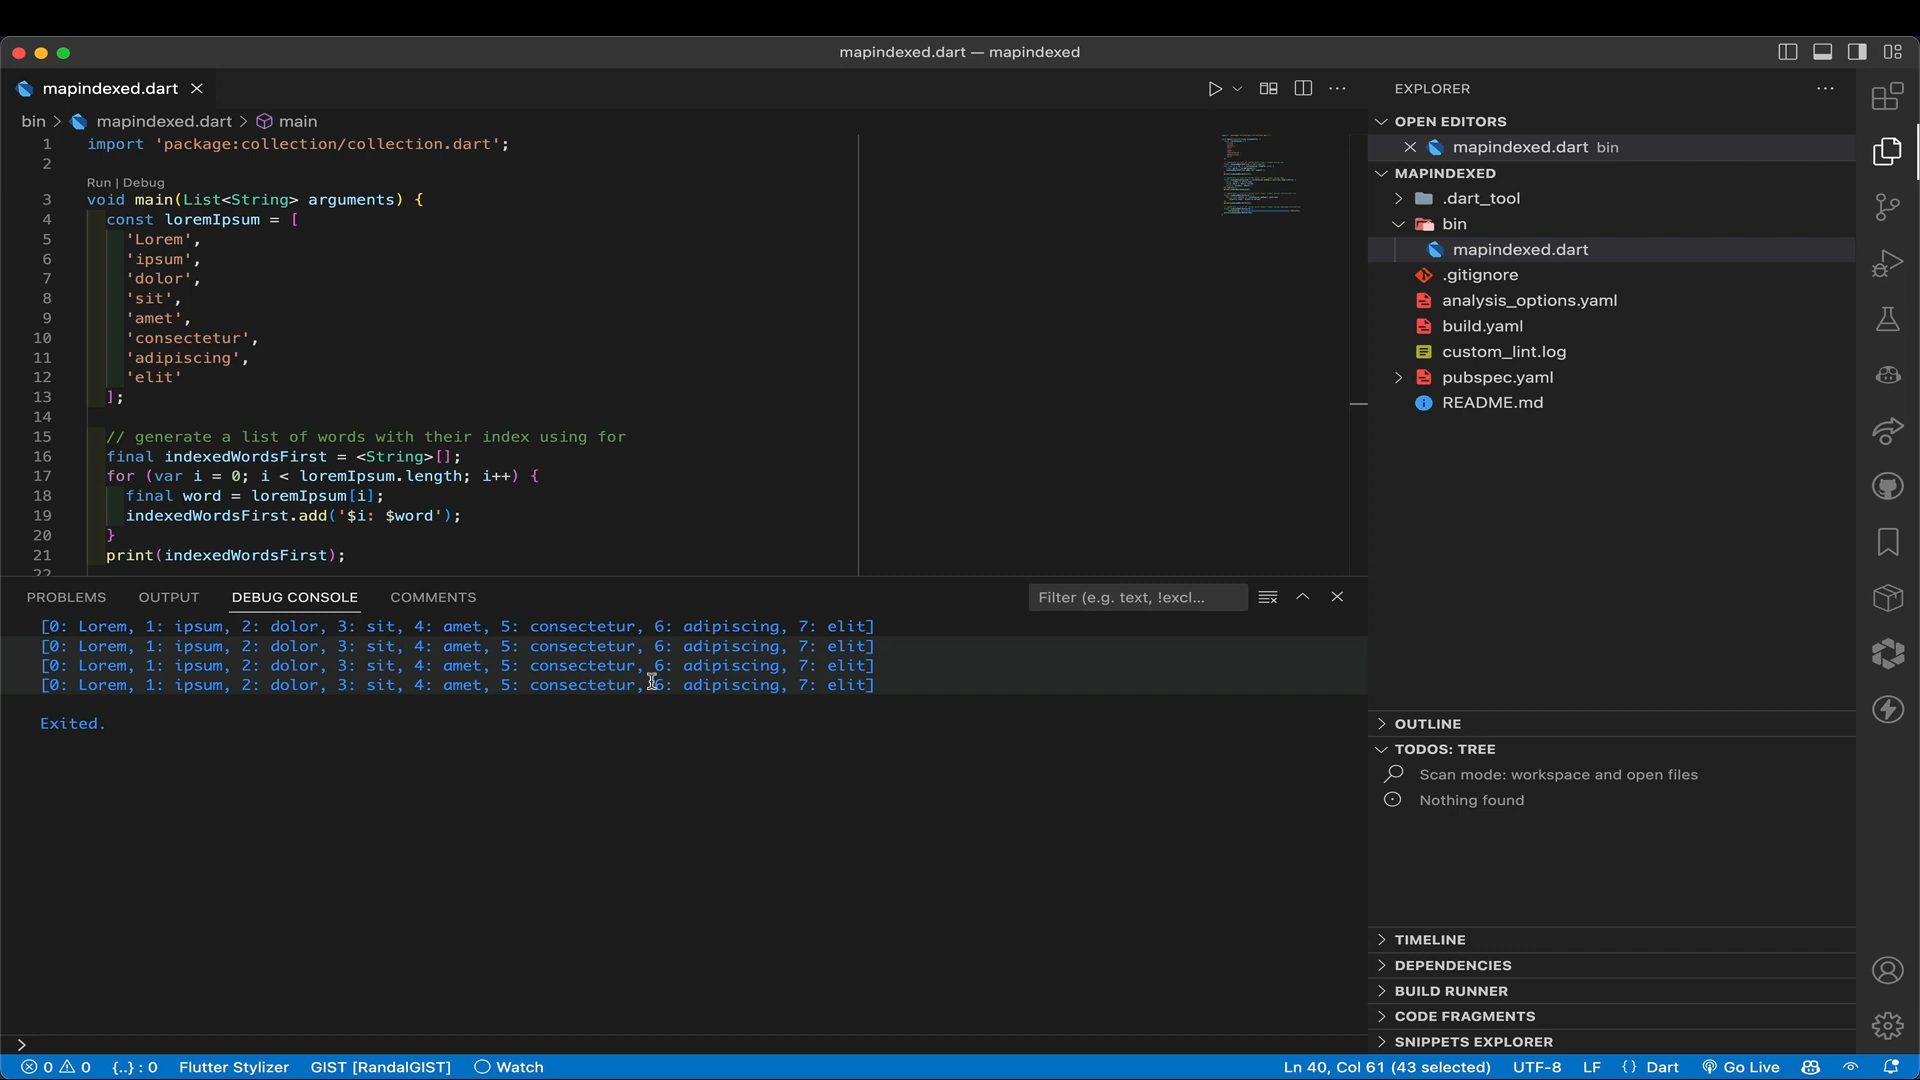 mapindexed.dart — mapindexed
mapindexed.dart
bin > mapindexed.dart > main
1 import 'package:collection/collection.dart';
2
Run | Debug
3 void main(List<String> arguments) {
4 const loremIpsum = [
5 'Lorem',
6 'ipsum',
7 'dolor',
8 'sit',
9 'amet',
10 'consectetur',
11 'adipiscing',
12 'elit'
13 ];
14
15 // generate a list of words with their index using for
16 final indexedWordsFirst = <String>[];
17 for (var i = 0; i < loremIpsum.length; i++) {
18 final word = loremIpsum[i];
19 indexedWordsFirst.add('$i: $word');
20 }
21 print(indexedWordsFirst);
22
PROBLEMS OUTPUT DEBUG CONSOLE COMMENTS
Filter (e.g. text, !excl...
[0: Lorem, 1: ipsum, 2: dolor, 3: sit, 4: amet, 5: consectetur, 6: adipiscing, 7: elit]
[0: Lorem, 1: ipsum, 2: dolor, 3: sit, 4: amet, 5: consectetur, 6: adipiscing, 7: elit]
[0: Lorem, 1: ipsum, 2: dolor, 3: sit, 4: amet, 5: consectetur, 6: adipiscing, 7: elit]
[0: Lorem, 1: ipsum, 2: dolor, 3: sit, 4: amet, 5: consectetur, 6: adipiscing, 7: elit]
Exited.
>
EXPLORER
OPEN EDITORS
mapindexed.dart bin
MAPINDEXED
.dart_tool
bin
mapindexed.dart
.gitignore
analysis_options.yaml
build.yaml
custom_lint.log
pubspec.yaml
README.md
OUTLINE
TODOS: TREE
Scan mode: workspace and open files
Nothing found
TIMELINE
DEPENDENCIES
BUILD RUNNER
CODE FRAGMENTS
SNIPPETS EXPLORER
0 0 {..} : 0 Flutter Stylizer GIST [RandalGIST] Watch
Ln 40, Col 61 (43 selected) UTF-8 LF {} Dart Go Live